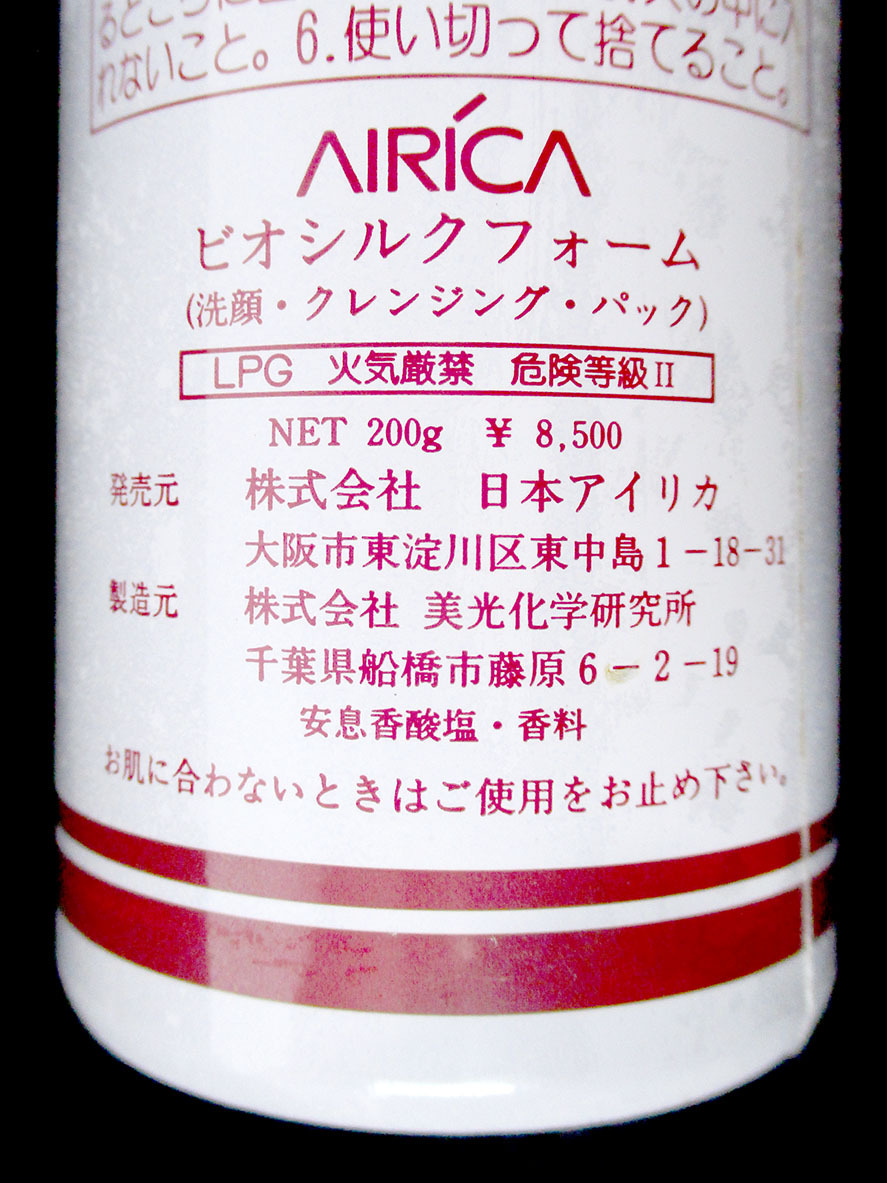 れないこと。6.使い切って捨てること。
AIRÍCA
ビオシルクフォーム
(洗顔・クレンジング・パック)
LPG 火気厳禁 危険等級II
NET 200g ¥ 8,500
発売元 株式会社 日本アイリカ
大阪市東淀川区東中島1-18-31
製造元 株式会社 美光化学研究所
千葉県船橋市藤原6-2-19
安息香酸塩・香料
お肌に合わないときはご使用をお止め下さい。